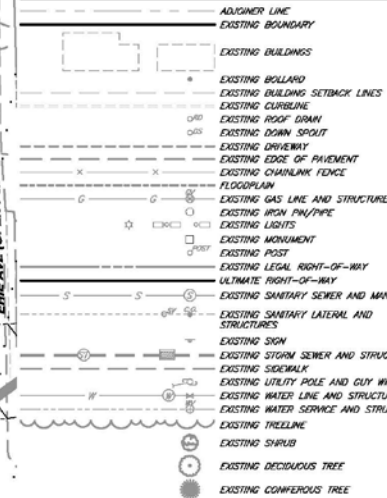 ADJOINER LINE
EXISTING BOUNDARY
EXISTING BUILDINGS
EXISTING BOLLARD
EXISTING BUILDING SETBACK LINES
EXISTING CURBLINE
RD EXISTING ROOF DRAIN
DS EXISTING DOWN SPOUT
EXISTING DRIVEWAY
EXISTING EDGE OF PAVEMENT
EXISTING CHAINLINK FENCE
FLOODPLAIN
G G GV EXISTING GAS LINE AND STRUCTURE
EXISTING IRON PIN/PIPE
EXISTING LIGHTS
EXISTING MONUMENT
POST EXISTING POST
EXISTING LEGAL RIGHT-OF-WAY
ULTIMATE RIGHT-OF-WAY
S S S EXISTING SANITARY SEWER AND MAN
SV C.O. EXISTING SANITARY LATERAL AND
STRUCTURES
EXISTING SIGN
ST EXISTING STORM SEWER AND STRUC
EXISTING SIDEWALK
EXISTING UTILITY POLE AND GUY WI
W W EXISTING WATER LINE AND STRUCTU
WV EXISTING WATER SERVICE AND STRU
EXISTING TREELINE
EXISTING SHRUB
EXISTING DECIDUOUS TREE
EXISTING CONIFEROUS TREE